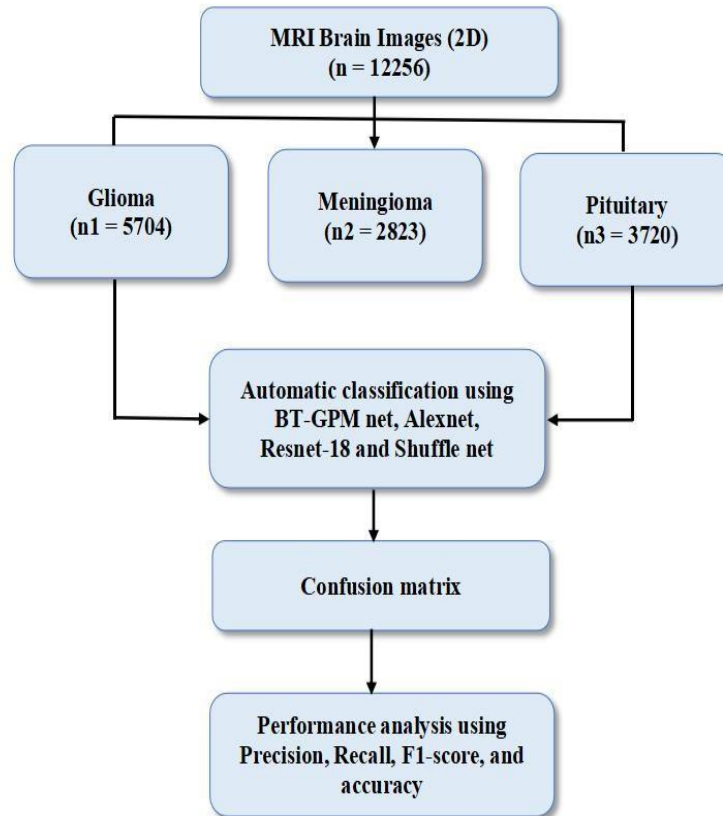 MRI Brain Images (2D)
(n = 12256)
Glioma
(n1 = 5704)
Meningioma
(n2 = 2823)
Pituitary
(n3 = 3720)
Automatic classification using
BT-GPM net, Alexnet,
Resnet-18 and Shuffle net
Confusion matrix
Performance analysis using
Precision, Recall, F1-score, and
accuracy